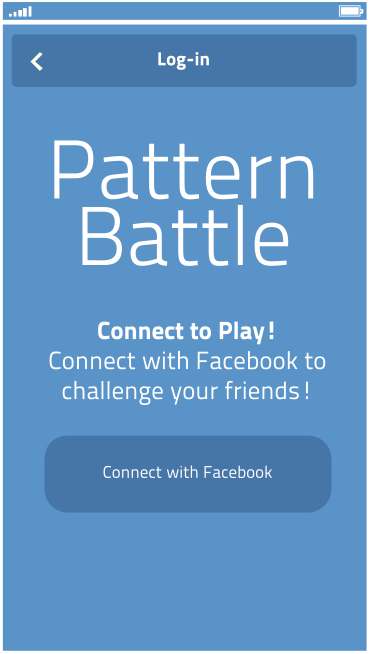 Log-in
Pattern
Battle
Connect to Play!
Connect with Facebook to
challenge your friends!
Connect with Facebook